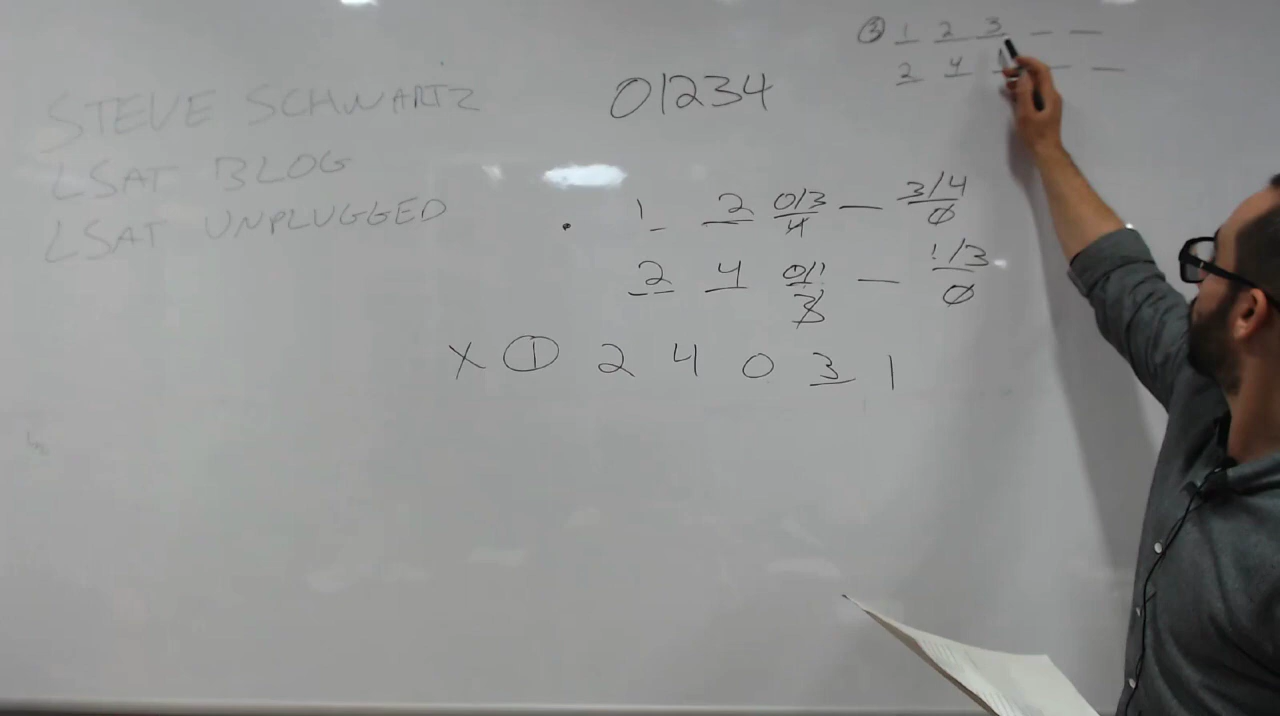 ③ 1 2 3 _ _
2 4 1 _ _
STEVE SCHWARTZ
LSAT BLOG
LSAT UNPLUGGED
01234
1 2 0/3 _ 3/4
4 0
2 4 0/1 _ 1/3
3 0
X ① 2 4 0 3 1